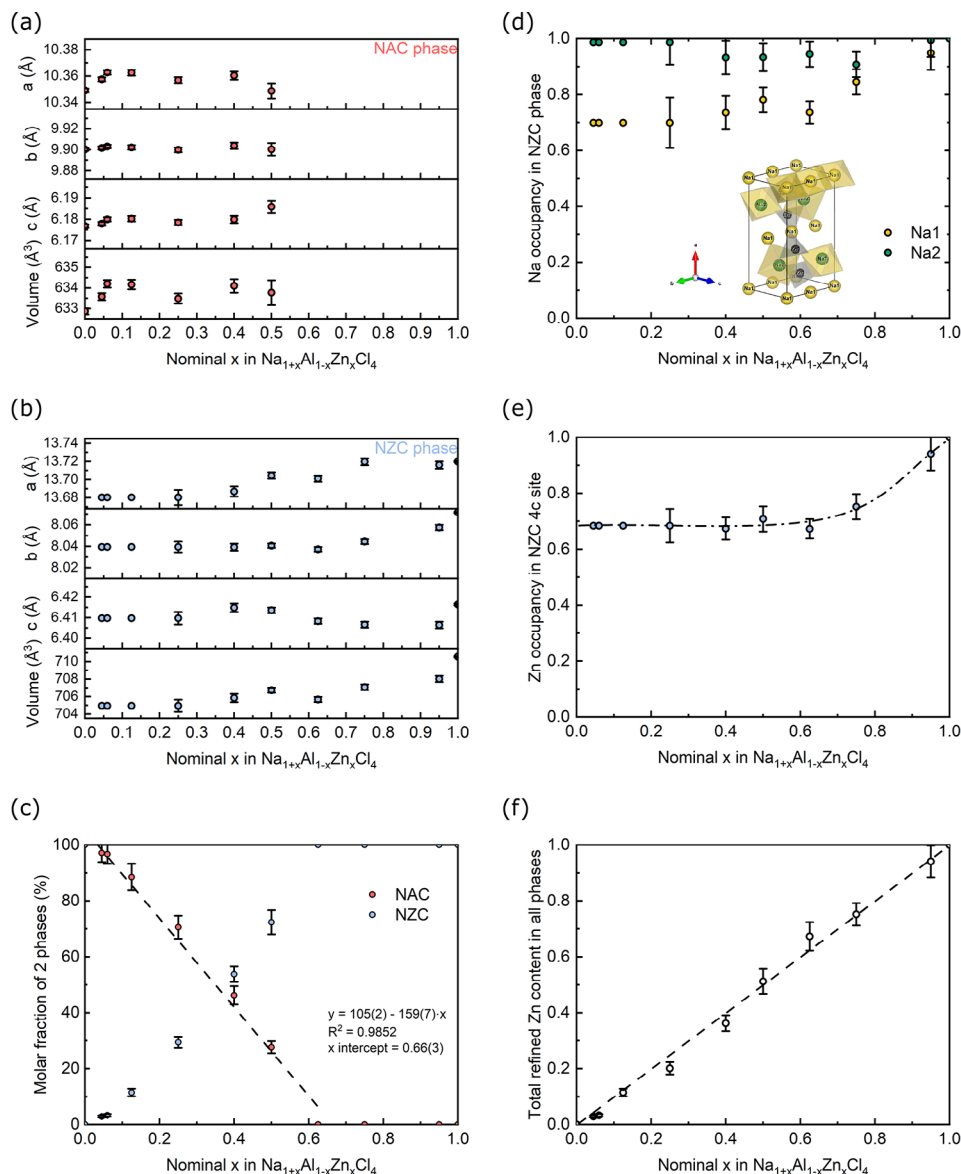 (a)
NAC phase
a (Å)
10.38
10.36
10.34
b (Å)
9.92
9.90
9.88
c (Å)
6.19
6.18
6.17
Volume (Å³)
635
634
633
0.0 0.1 0.2 0.3 0.4 0.5 0.6 0.7 0.8 0.9 1.0
Nominal x in Na₁₊ₓAl₁₋ₓZnₓCl₄
(d)
Na occupancy in NZC phase
1.0
0.8
0.6
0.4
0.2
0.0
Na1
Na2
0.0 0.2 0.4 0.6 0.8 1.0
Nominal x in Na₁₊ₓAl₁₋ₓZnₓCl₄
(b)
NZC phase
a (Å)
13.74
13.72
13.70
13.68
b (Å)
8.06
8.04
8.02
c (Å)
6.42
6.41
6.40
Volume (Å³)
710
708
706
704
0.0 0.1 0.2 0.3 0.4 0.5 0.6 0.7 0.8 0.9 1.0
Nominal x in Na₁₊ₓAl₁₋ₓZnₓCl₄
(e)
Zn occupancy in NZC 4c site
1.0
0.8
0.6
0.4
0.2
0.0
0.0 0.2 0.4 0.6 0.8 1.0
Nominal x in Na₁₊ₓAl₁₋ₓZnₓCl₄
(c)
Molar fraction of 2 phases (%)
100
80
60
40
20
0
NAC
NZC
y = 105(2) - 159(7)·x
R² = 0.9852
x intercept = 0.66(3)
0.0 0.2 0.4 0.6 0.8 1.0
Nominal x in Na₁₊ₓAl₁₋ₓZnₓCl₄
(f)
Total refined Zn content in all phases
1.0
0.8
0.6
0.4
0.2
0.0
0.0 0.2 0.4 0.6 0.8 1.0
Nominal x in Na₁₊ₓAl₁₋ₓZnₓCl₄